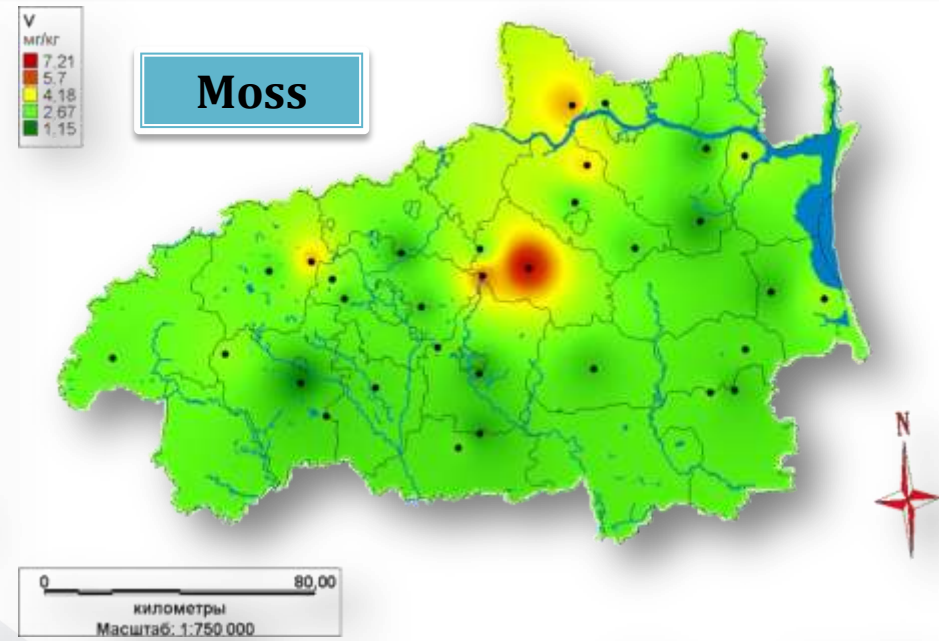 V
мг/кг
7,21
5,7
4,18
2,67
1,15
Moss
N
0 80,00
километры
Масштаб: 1:750 000